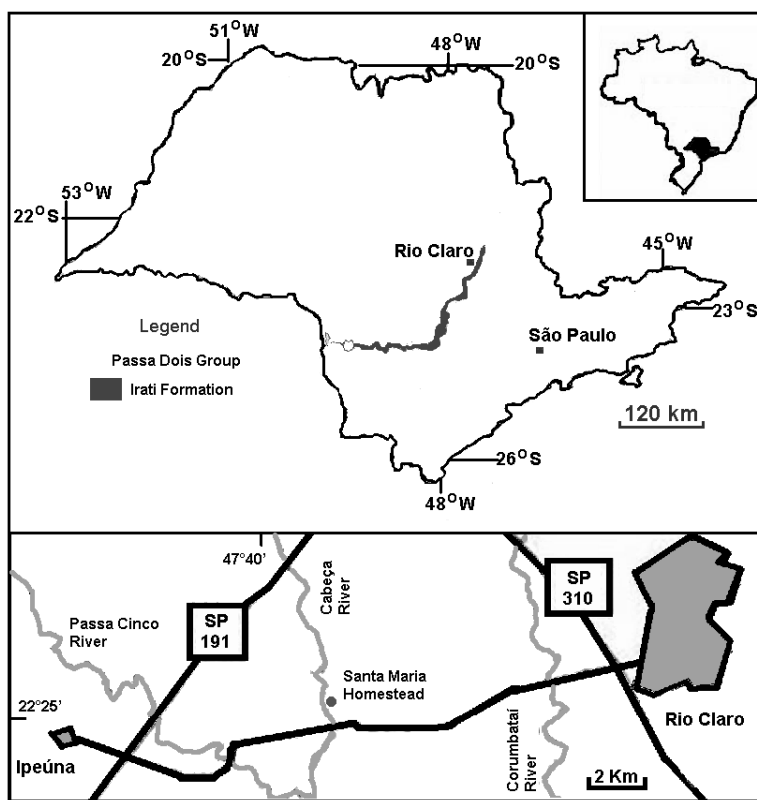 51°W
20°S
48°W
20°S
53°W
22°S
Rio Claro
45°W
23°S
Legend
São Paulo
Passa Dois Group
Irati Formation
120 km
26°S
48°W
47°40'
Cabeça
River
SP
191
SP
310
Passa Cinco
River
Santa Maria
Homestead
22°25'
Ipeúna
Corumbataí
River
Rio Claro
2 Km